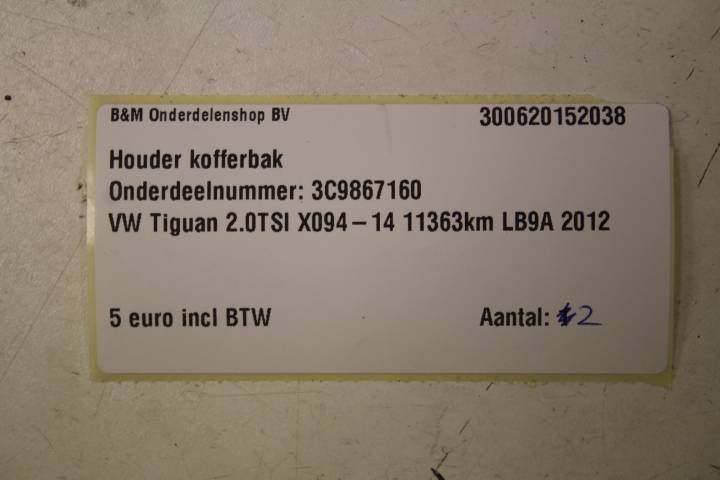 B&M Onderdelenshop BV 300620152038
Houder kofferbak
Onderdeelnummer: 3C9867160
VW Tiguan 2.0TSI X094-14 11363km LB9A 2012
5 euro incl BTW Aantal: 2